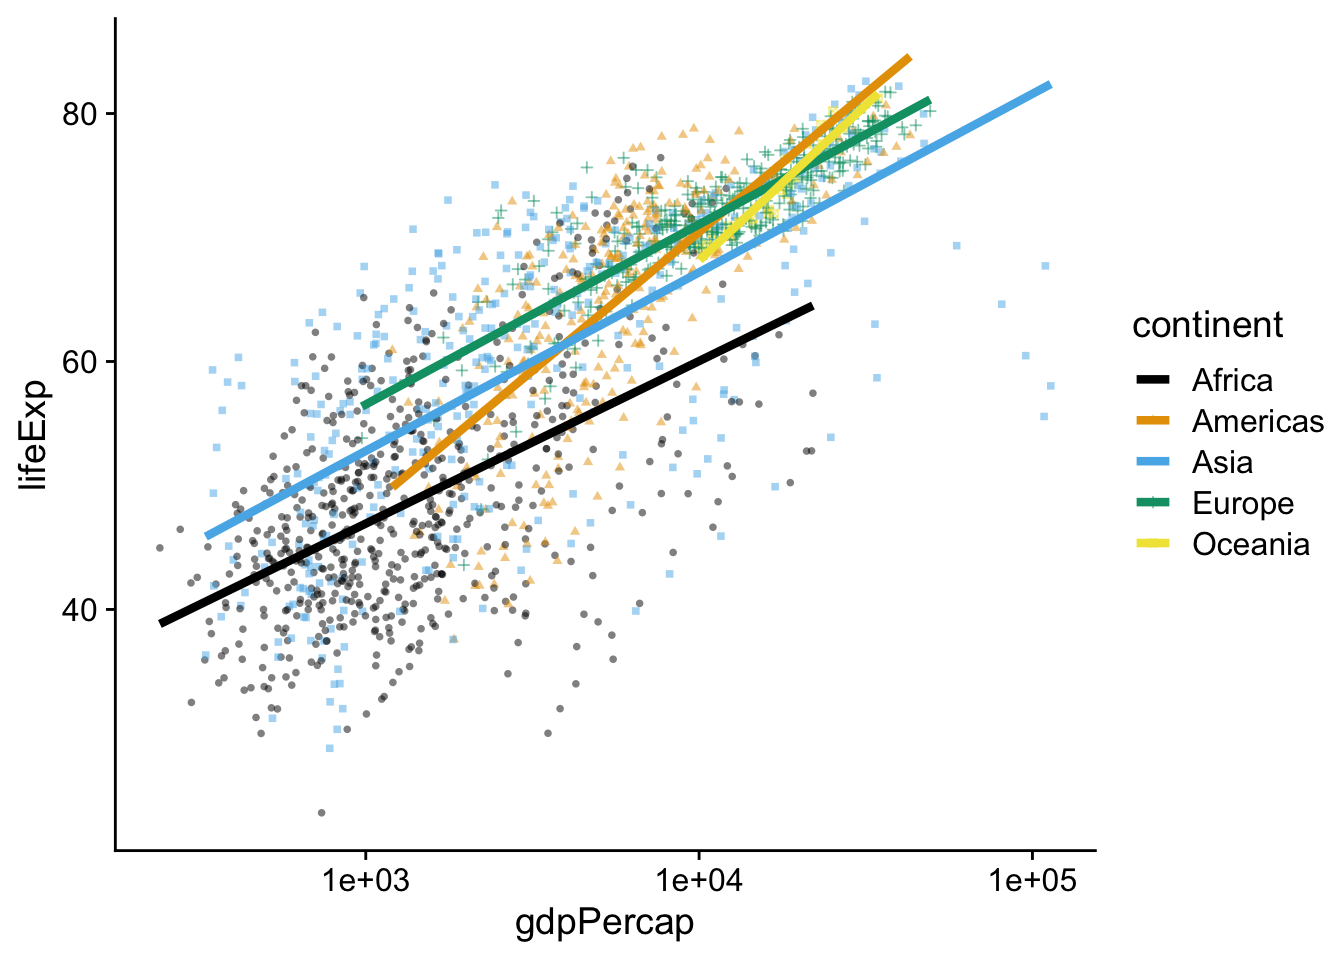 80
60
40
lifeExp
1e+03
1e+04
1e+05
gdpPercap
continent
Africa
Americas
Asia
Europe
Oceania